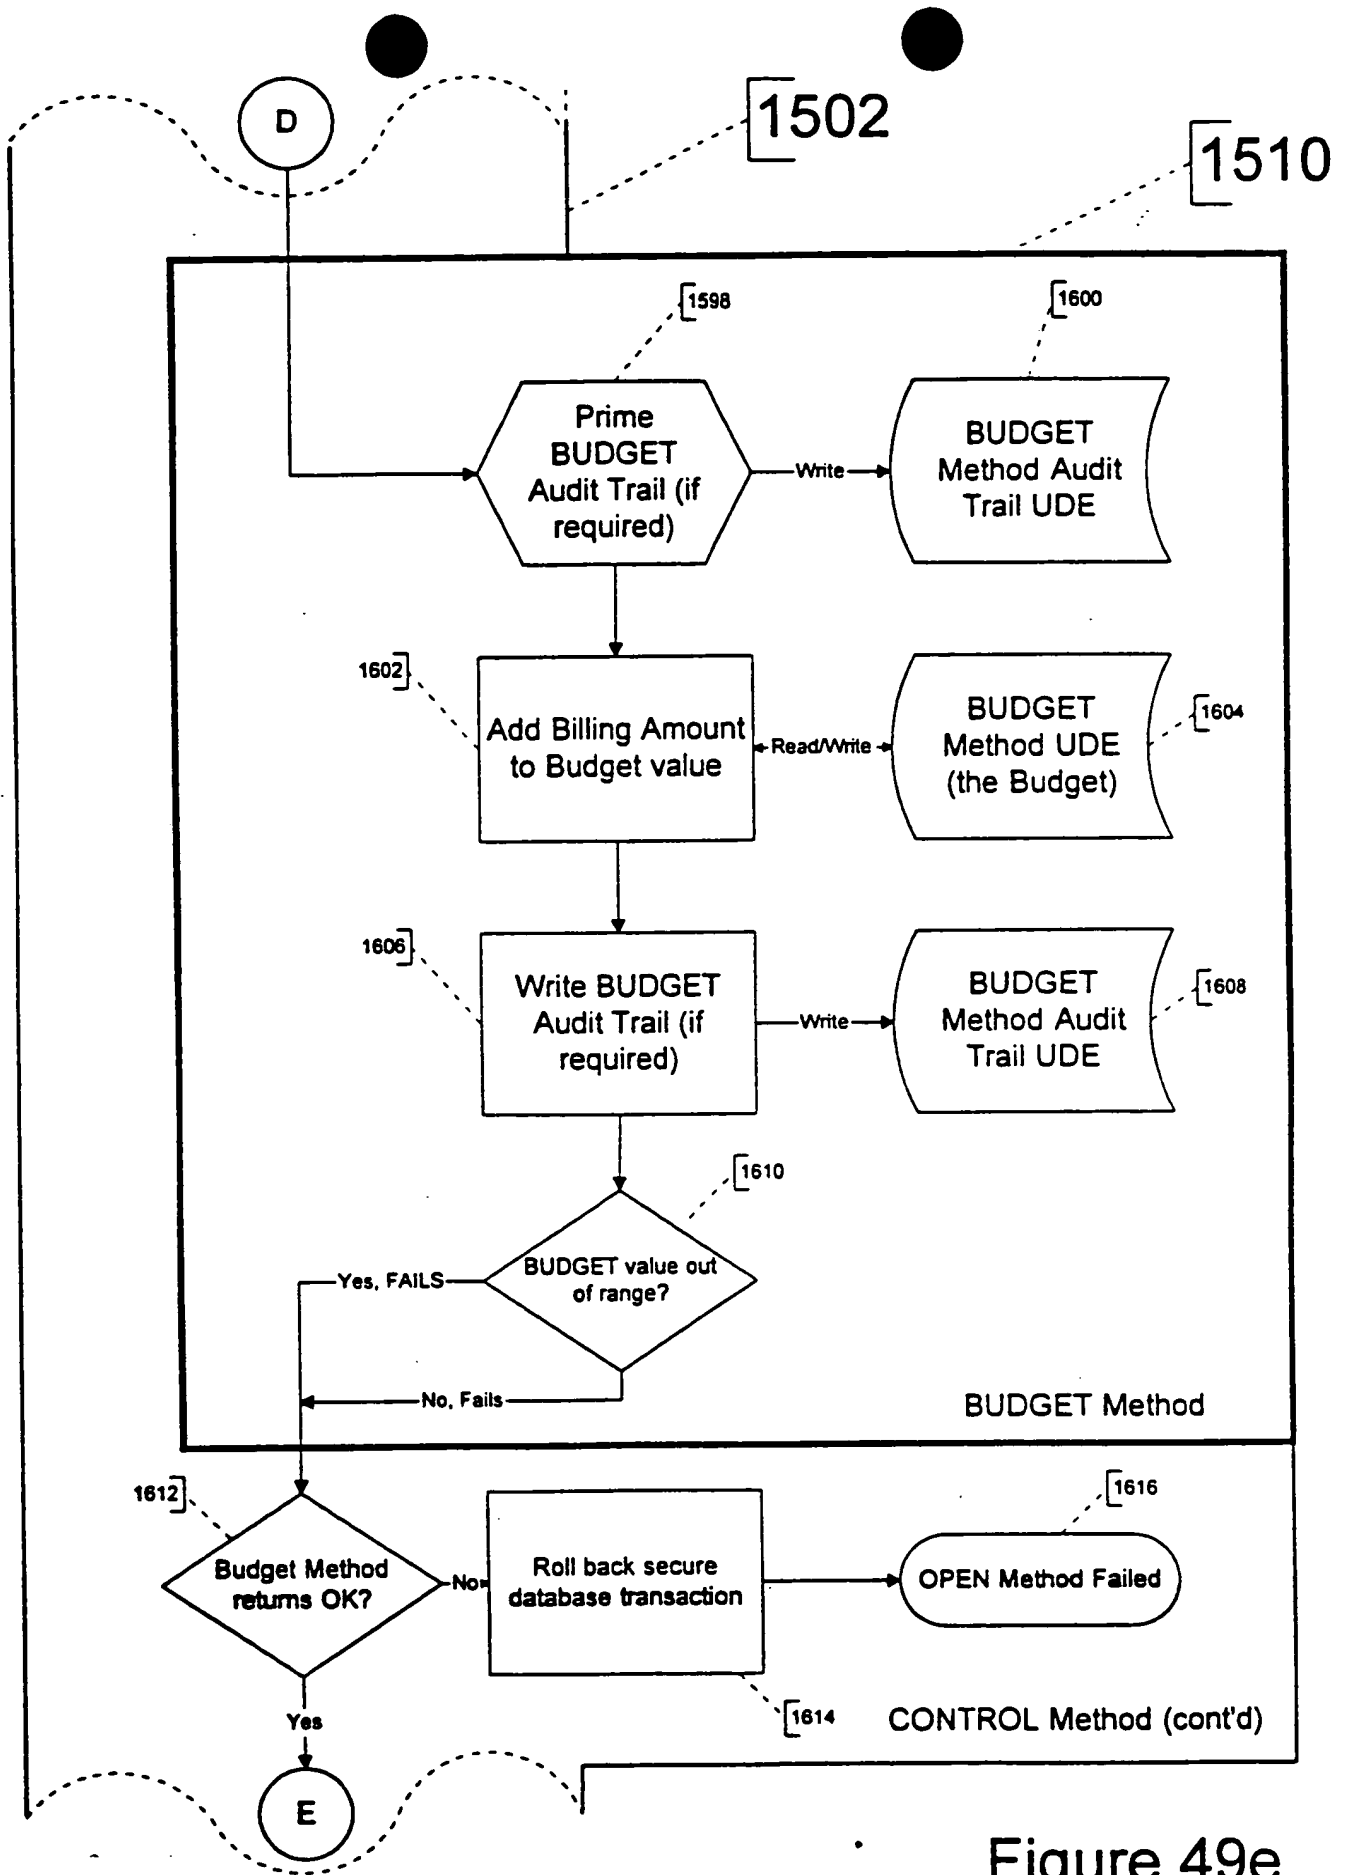 D
1502
1510
1598
1600
Prime
BUDGET
Audit Trail (if
required)
Write
BUDGET
Method Audit
Trail UDE
1602
Add Billing Amount
to Budget value
Read/Write
BUDGET
Method UDE
(the Budget)
1604
1606
Write BUDGET
Audit Trail (if
required)
Write
BUDGET
Method Audit
Trail UDE
1608
1610
BUDGET value out
of range?
Yes, FAILS
No, Fails
BUDGET Method
1612
Budget Method
returns OK?
No
Roll back secure
database transaction
1616
OPEN Method Failed
1614
CONTROL Method (cont'd)
Yes
E
Figure 49e